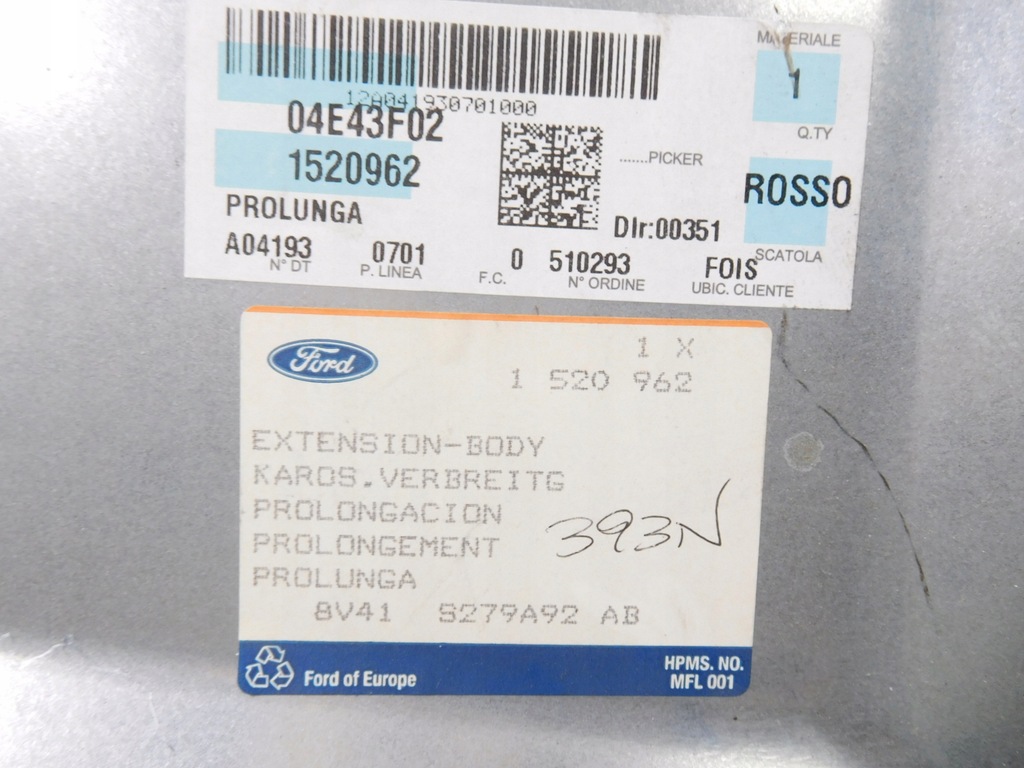 MATERIALE
12A041930701000
04E43F02
1
Q.TY
1520962
.......PICKER
ROSSO
PROLUNGA
Dlr:00351
SCATOLA
A04193 0701 0 510293 FOIS
N° DT P. LINEA F.C. N° ORDINE UBIC. CLIENTE
Ford
1 X
1 520 962
EXTENSION-BODY
KAROS.VERBREITG
PROLONGACION
PROLONGEMENT
393N
PROLUNGA
8V41 S279A92 AB
Ford of Europe
HPMS. NO.
MFL 001